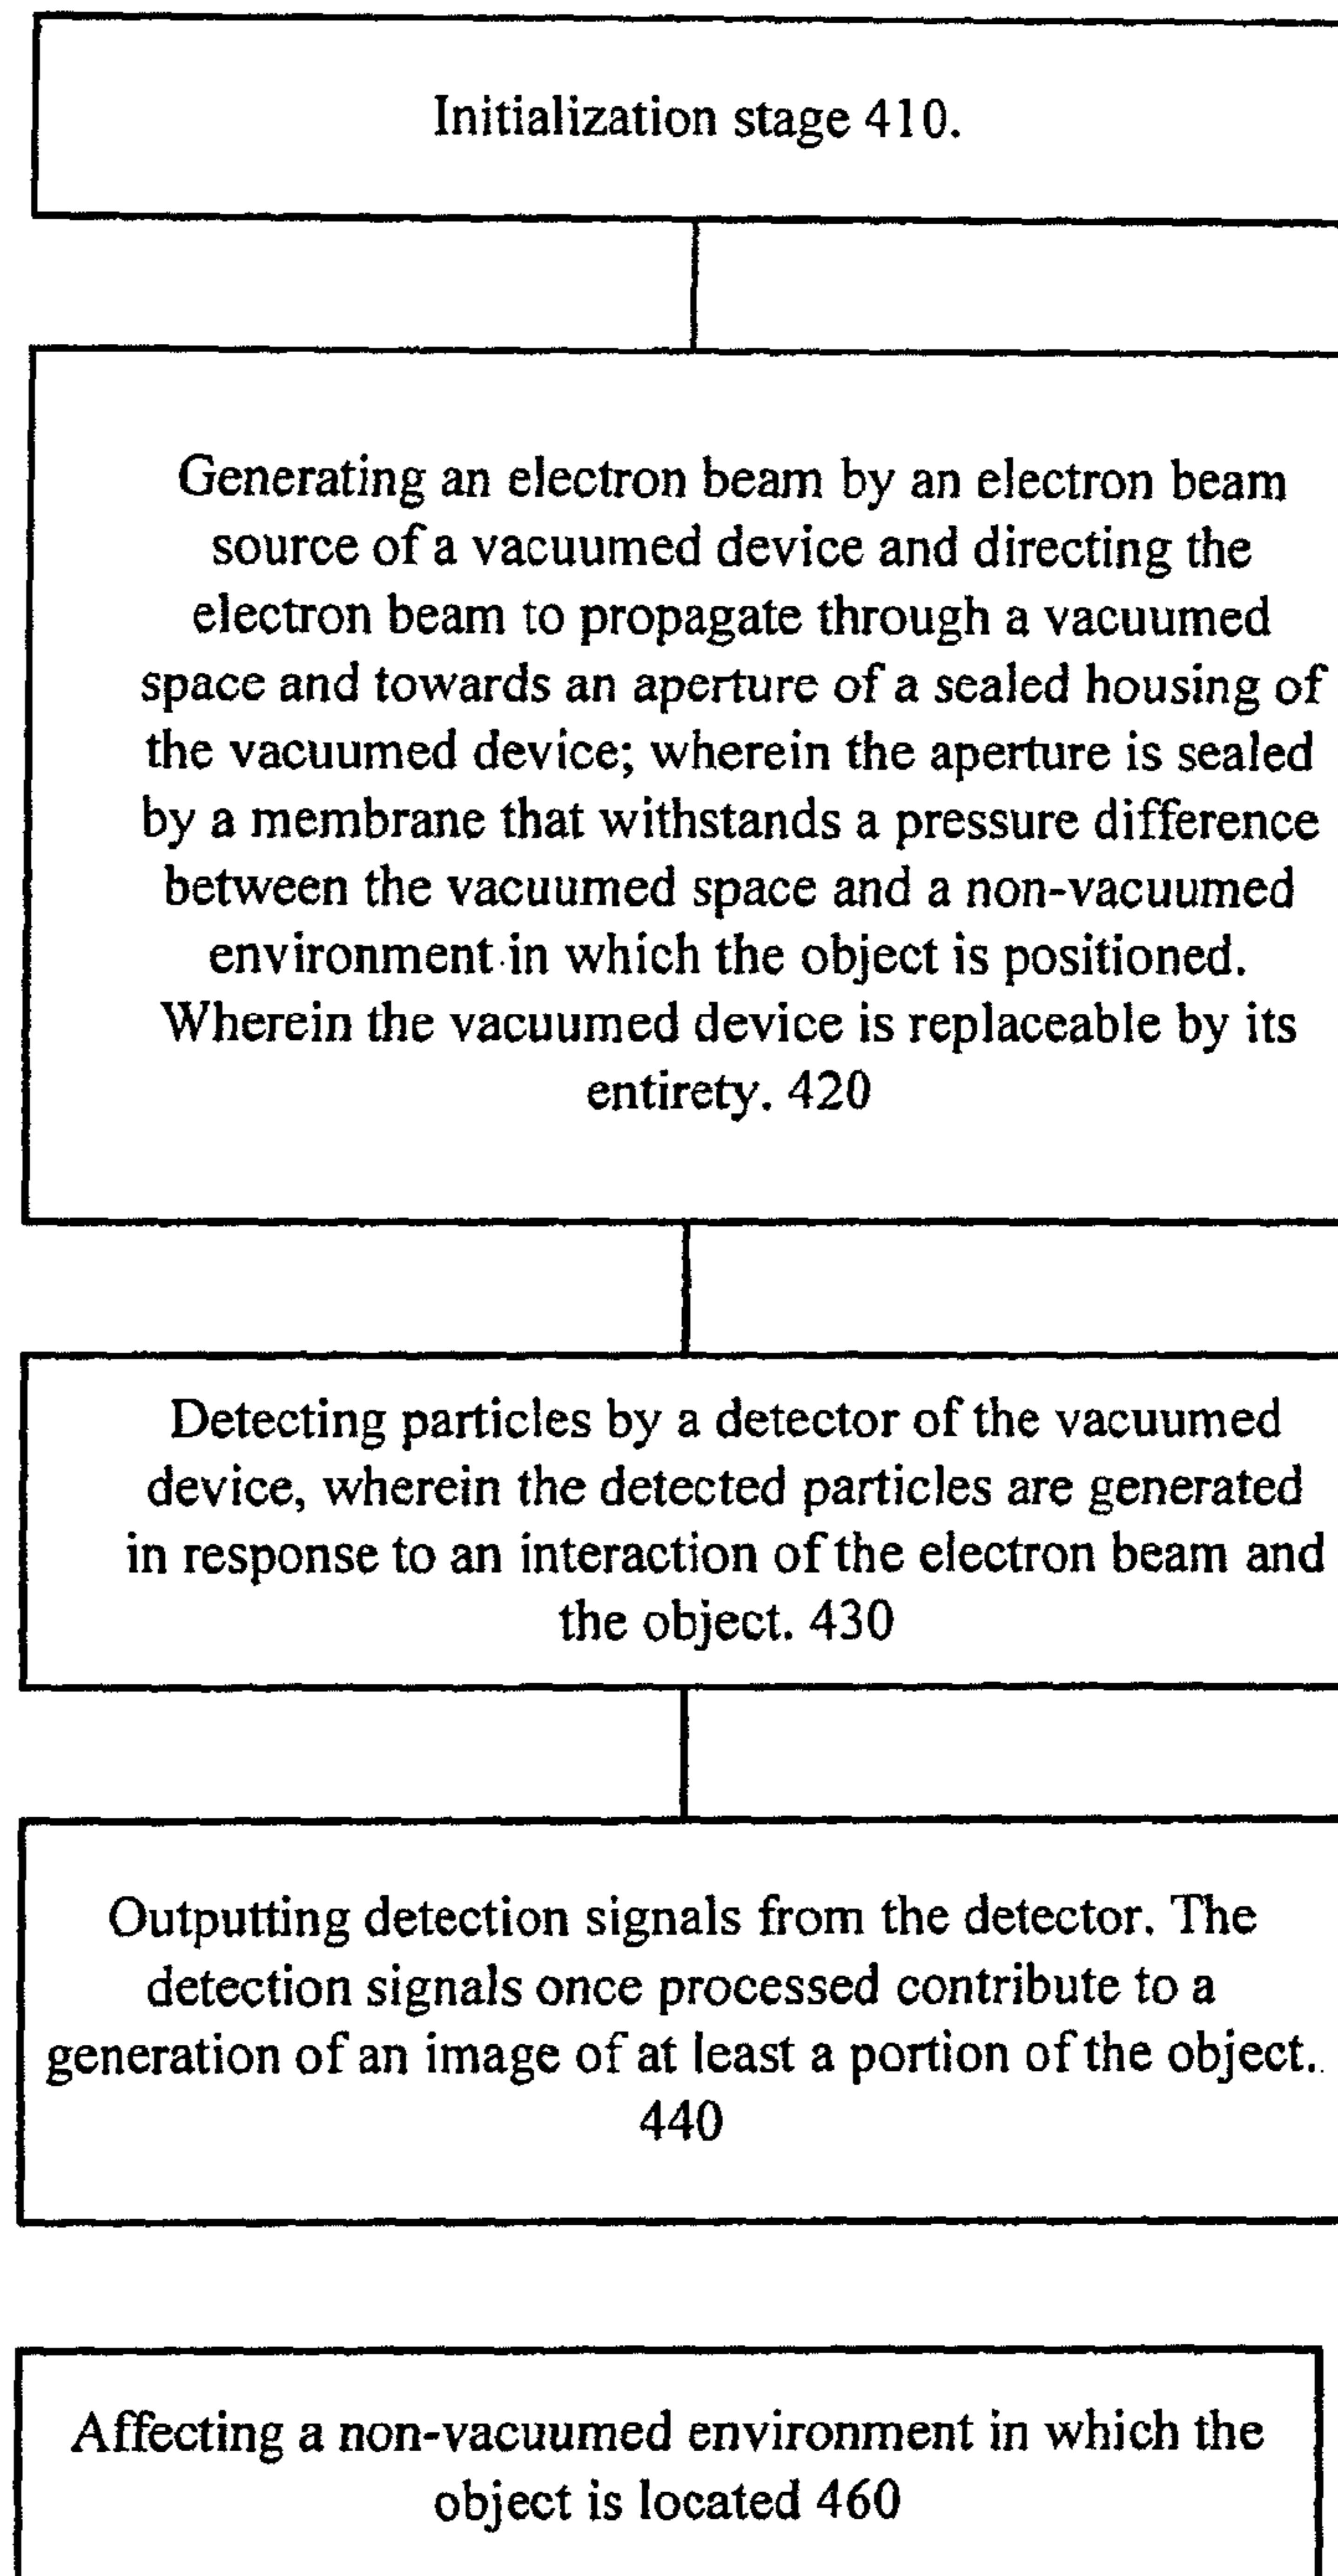 Initialization stage 410.
Generating an electron beam by an electron beam
source of a vacuumed device and directing the
electron beam to propagate through a vacuumed
space and towards an aperture of a sealed housing of
the vacuumed device; wherein the aperture is sealed
by a membrane that withstands a pressure difference
between the vacuumed space and a non-vacuumed
environment in which the object is positioned.
Wherein the vacuumed device is replaceable by its
entirety. 420
Detecting particles by a detector of the vacuumed
device, wherein the detected particles are generated
in response to an interaction of the electron beam and
the object. 430
Outputting detection signals from the detector. The
detection signals once processed contribute to a
generation of an image of at least a portion of the object.
440
Affecting a non-vacuumed environment in which the
object is located 460